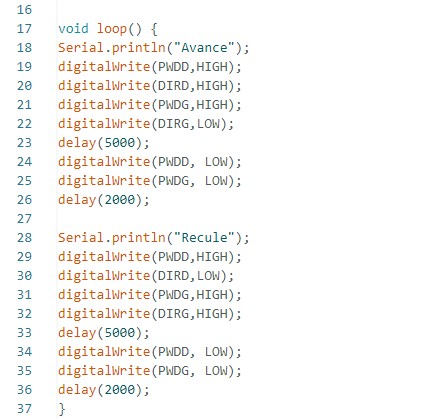 16
17 void loop() {
18 Serial.println("Avance");
19 digitalWrite(PWDD,HIGH);
20 digitalWrite(DIRD,HIGH);
21 digitalWrite(PWDG,HIGH);
22 digitalWrite(DIRG,LOW);
23 delay(5000);
24 digitalWrite(PWDD, LOW);
25 digitalWrite(PWDG, LOW);
26 delay(2000);
27
28 Serial.println("Recule");
29 digitalWrite(PWDD,HIGH);
30 digitalWrite(DIRD,LOW);
31 digitalWrite(PWDG,HIGH);
32 digitalWrite(DIRG,HIGH);
33 delay(5000);
34 digitalWrite(PWDD, LOW);
35 digitalWrite(PWDG, LOW);
36 delay(2000);
37 }